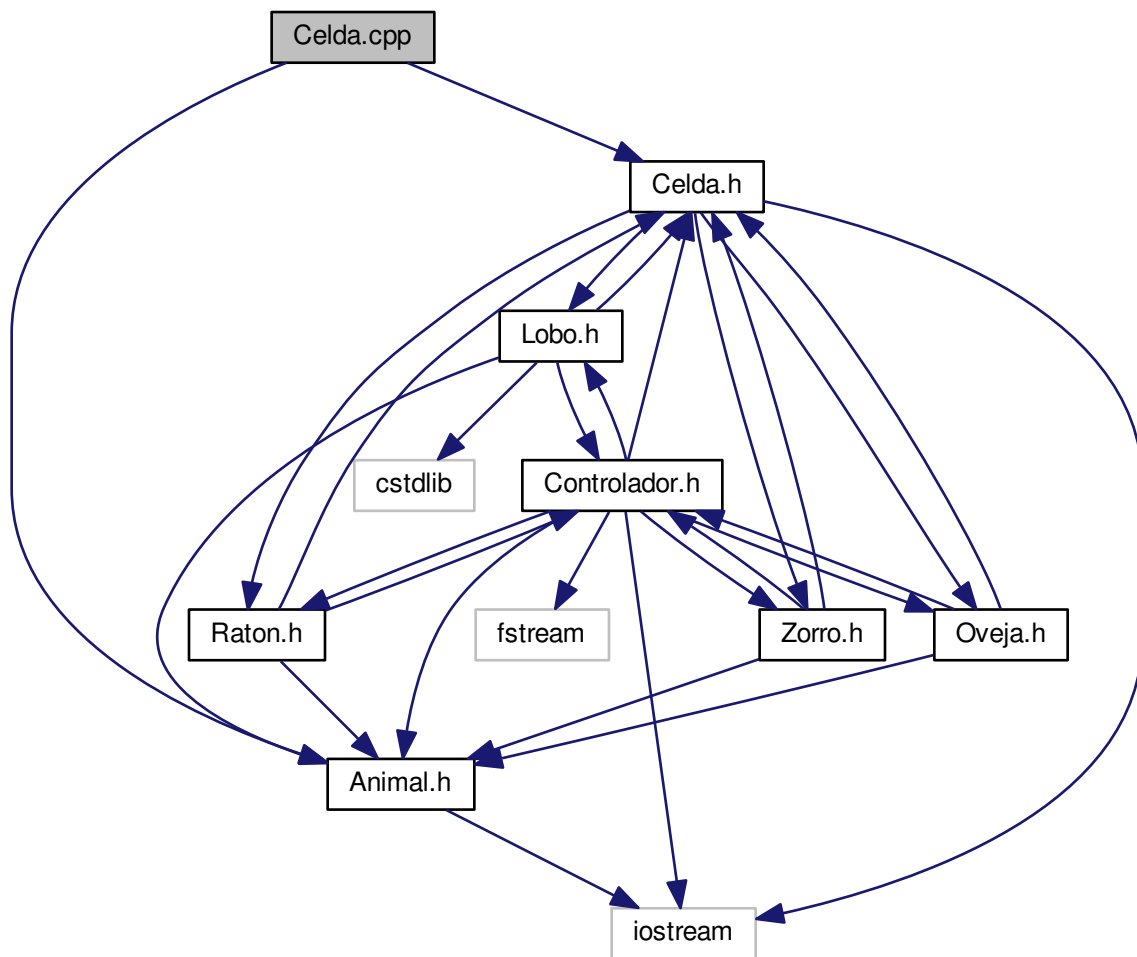 Celda.cpp
Celda.h
Lobo.h
cstdlib
Controlador.h
Raton.h
fstream
Zorro.h
Oveja.h
Animal.h
iostream